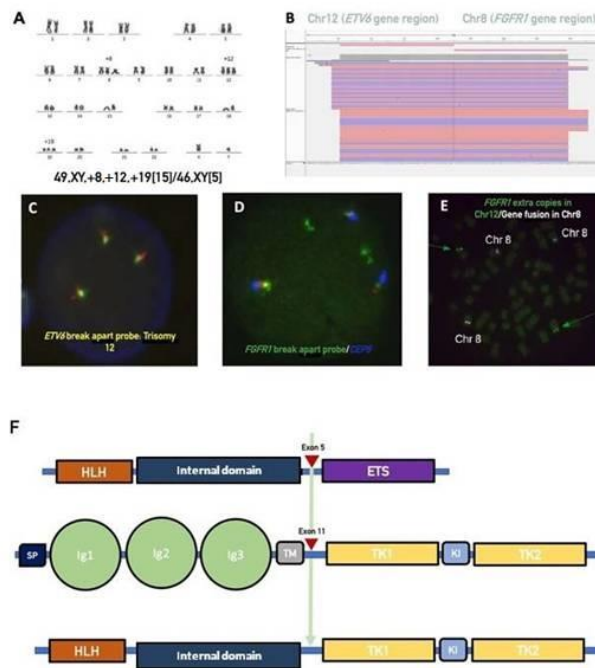 A
+8
+12
+19
49,XY,+8,+12,+19[15]/46,XY[5]
B
Chr12 (ETV6 gene region)
Chr8 (FGFR1 gene region)
C
ETV6 break apart probe: Trisomy
12
D
FGFR1 break apart probe/CEP8
E
FGFR1 extra copies in
Chr12/Gene fusion in Chr8
Chr 8
Chr 8
Chr 8
F
Exon 5
HLH
Internal domain
ETS
Exon 11
SP
Ig1
Ig2
Ig3
TM
TK1
KI
TK2
HLH
Internal domain
TK1
KI
TK2